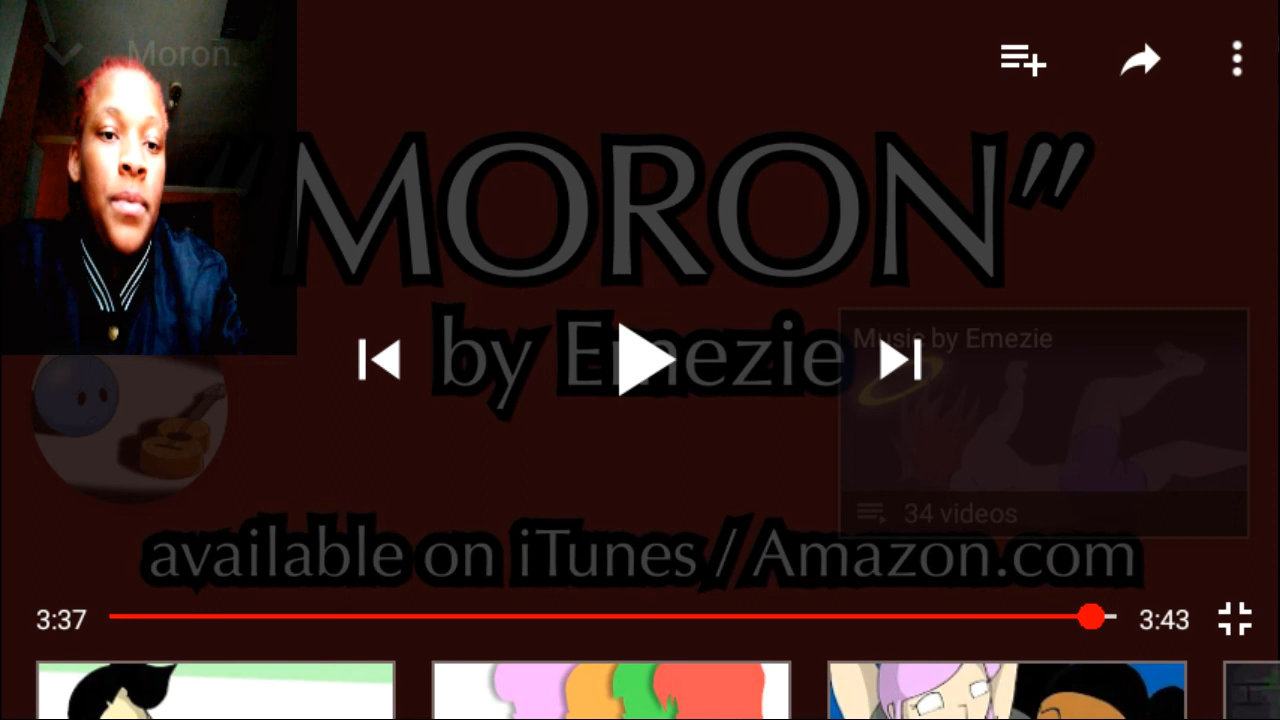 Moron.
"MORON"
by Emezie
Music by Emezie
34 videos
available on iTunes / Amazon.com
3:37
3:43